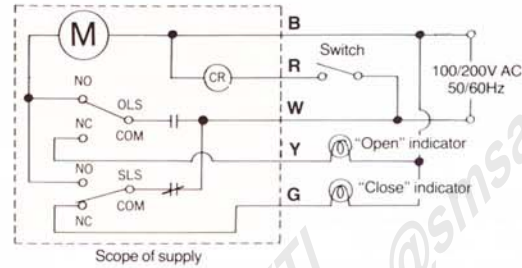 M
B
R
CR
Switch
100/200V AC
50/60Hz
NO
OLS
W
NC
COM
Y
"Open" indicator
NO
SLS
G
"Close" indicator
NC
COM
Scope of supply
@smsa